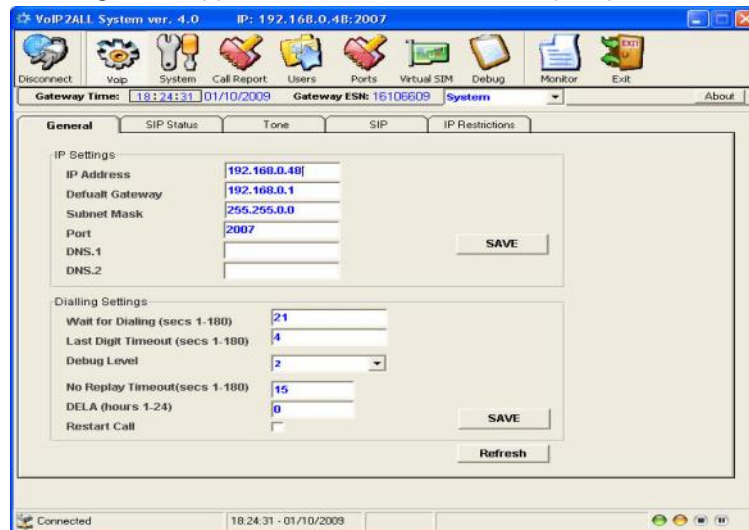 VoIP2ALL System ver. 4.0 IP: 192.168.0.48:2007
Disconnect Voip System Call Report Users Ports Virtual SIM Debug Monitor Exit
Gateway Time: 18:24:31 01/10/2009 Gateway ESN: 16106609 System About
General SIP Status Tone SIP IP Restrictions
IP Settings
IP Address 192.168.0.48
Defualt Gateway 192.168.0.1
Subnet Mask 255.255.0.0
Port 2007
SAVE
DNS.1
DNS.2
Dialling Settings
Wait for Dialing (secs 1-180) 21
Last Digit Timeout (secs 1-180) 4
Debug Level 2
No Replay Timeout(secs 1-180) 15
DELA (hours 1-24) 0
SAVE
Restart Call
Refresh
Connected 18:24:31 - 01/10/2009